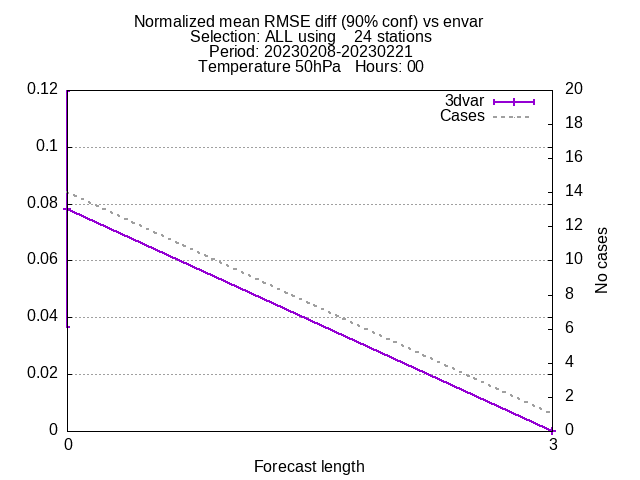 Normalized mean RMSE diff (90% conf) vs envar
Selection: ALL using    24 stations
Period: 20230208-20230221
Temperature 50hPa   Hours: 00
3dvar
Cases
0.12
0.1
0.08
0.06
0.04
0.02
0
20
18
16
14
12
10
8
6
4
2
0
No cases
0
3
Forecast length